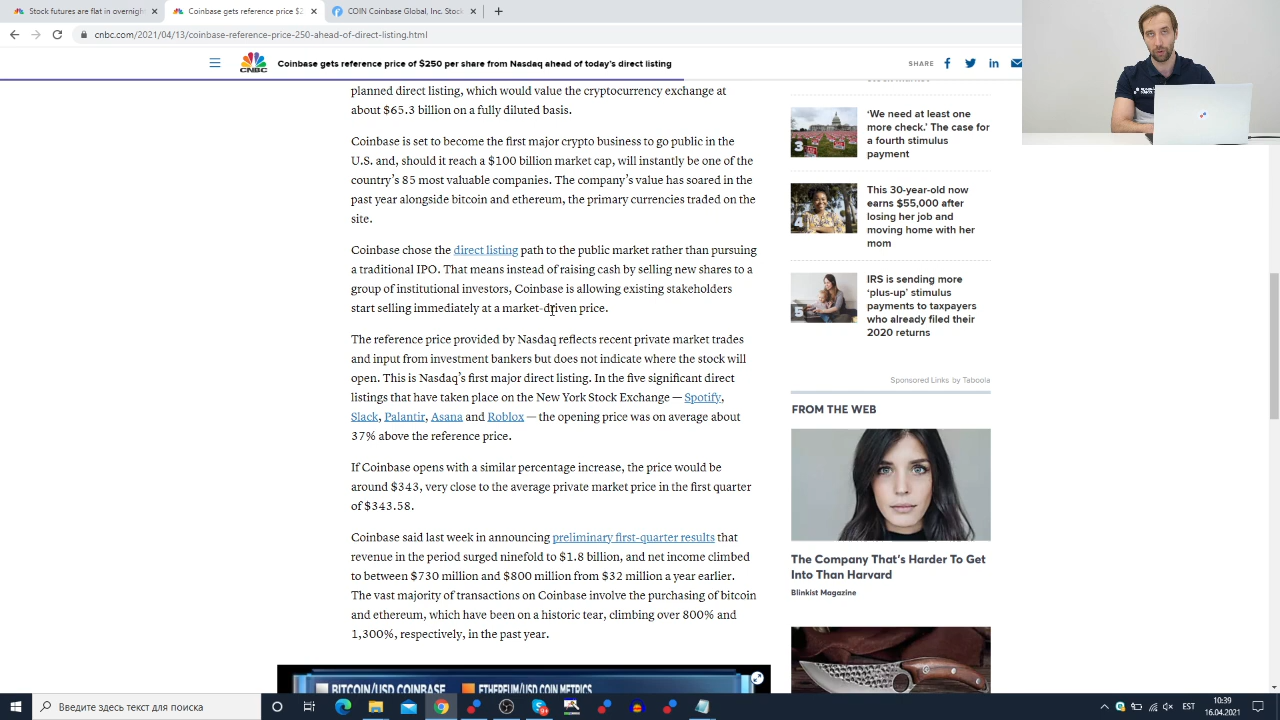 Stock futures are flat in overni
Coinbase gets reference price $2
COIN Coinbase Global, Inc. Stock
cnbc.com/2021/04/13/coinbase-reference-price-250-ahead-of-direct-listing.html
CNBC
Coinbase gets reference price of $250 per share from Nasdaq ahead of today's direct listing
SHARE
planned direct listing, which would value the cryptocurrency exchange at
about $65.3 billion on a fully diluted basis.
Coinbase is set to become the first major crypto business to go public in the
U.S. and, should it reach a $100 billion market cap, will instantly be one of the
country's 85 most valuable companies. The company's value has soared in the
past year alongside bitcoin and ethereum, the primary currencies traded on the
site.
Coinbase chose the direct listing path to the public market rather than pursuing
a traditional IPO. That means instead of raising cash by selling new shares to a
group of institutional investors, Coinbase is allowing existing stakeholders
start selling immediately at a market-driven price.
The reference price provided by Nasdaq reflects recent private market trades
and input from investment bankers and isn't a direct indicator of where stock will
open. This is Nasdaq's first major direct listing. In the five significant direct
listings that have taken place on the New York Stock Exchange — Spotify,
Slack, Palantir, Asana and Roblox — the opening price was on average about
37% above the reference price.
If Coinbase opens with a similar percentage increase, the price would be
around $343, very close to the average price in the first quarter
of $343.58.
Coinbase said last week in announcing preliminary first-quarter results that
revenue in the period surged ninefold to $1.8 billion, and net income climbed
to between $730 million and $800 million from $32 million a year earlier.
The vast majority of transactions on Coinbase involve the purchasing of bitcoin
and ethereum, which have been on a historic tear, climbing over 800% and
1,300%, respectively, in the past year.
BITCOIN/USD COINBASE
ETHEREUM/USD COIN METRICS
3
'We need at least one
more check.' The case for
a fourth stimulus
payment
4
This 30-year-old now
earns $55,000 after
losing her job and
moving home with her
mom
5
IRS is sending more
'plus-up' stimulus
payments to taxpayers
who already filed their
2020 returns
Sponsored Links by Taboola
FROM THE WEB
The Company That's Harder To Get
Into Than Harvard
Blinkist Magazine
Введите здесь текст для поиска
EST
10:39
16.04.2021